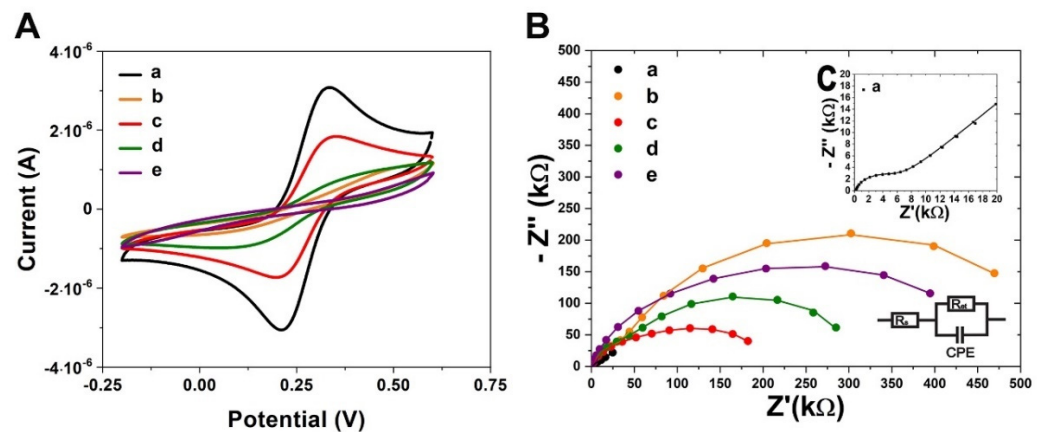 A
4·10⁻⁶
2·10⁻⁶
0
-2·10⁻⁶
-4·10⁻⁶
-0.25
0.00
0.25
0.50
0.75
Current (A)
Potential (V)
a
b
c
d
e
B
500
450
400
350
300
250
200
150
100
50
0
0
50
100
150
200
250
300
350
400
450
500
- Z'' (kΩ)
Z'(kΩ)
a
b
c
d
e
C
a
20
18
16
14
12
10
8
6
4
2
0
0
2
4
6
8
10
12
14
16
18
20
- Z'' (kΩ)
Z'(kΩ)
CPE